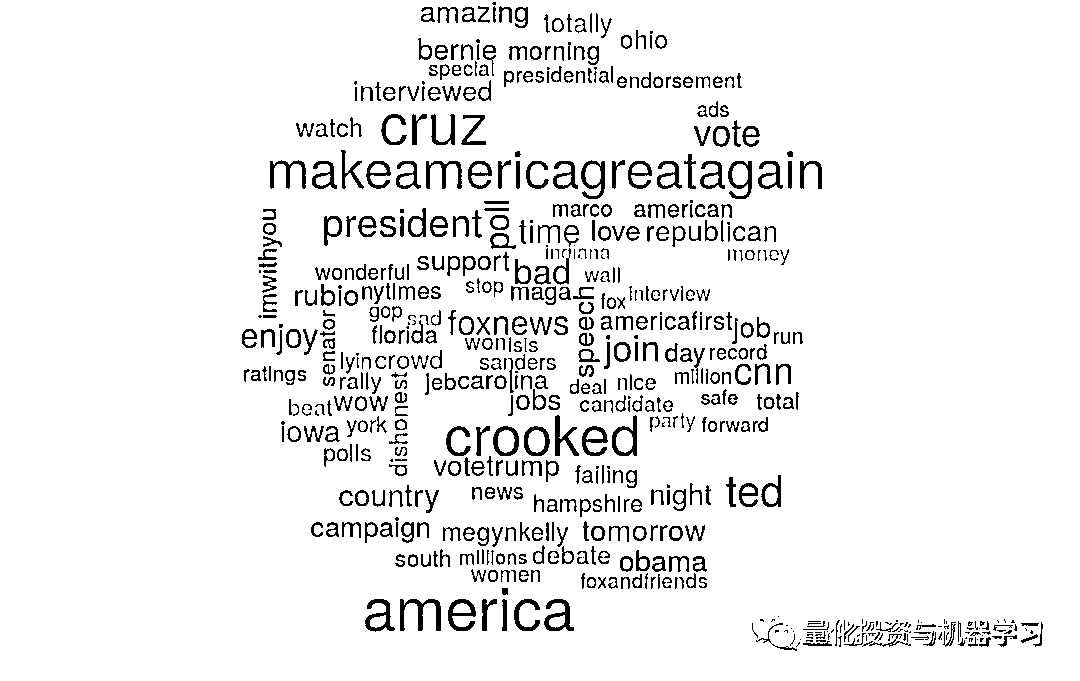 amazing totally
bernie morning ohio
special presidential endorsement
interviewed ads
watch cruz vote
makeamericagreatagain
marco american
imwithyou president poll time love republican
indiana money
wonderful support bad wall
rubio nytimes stop maga fox interview
gop sad
enjoy senator florida foxnews speech americafirst job run
won isis
lyin crowd sanders join day record
ratings rally jeb carolina deal nice million cnn
beat wow dishonest jobs candidate safe total
iowa york crooked party forward
polls
votetrump failing
country news hampshire night ted
campaign megynkelly tomorrow
south millions debate obama
women foxandfriends
america
量化投资与机器学习